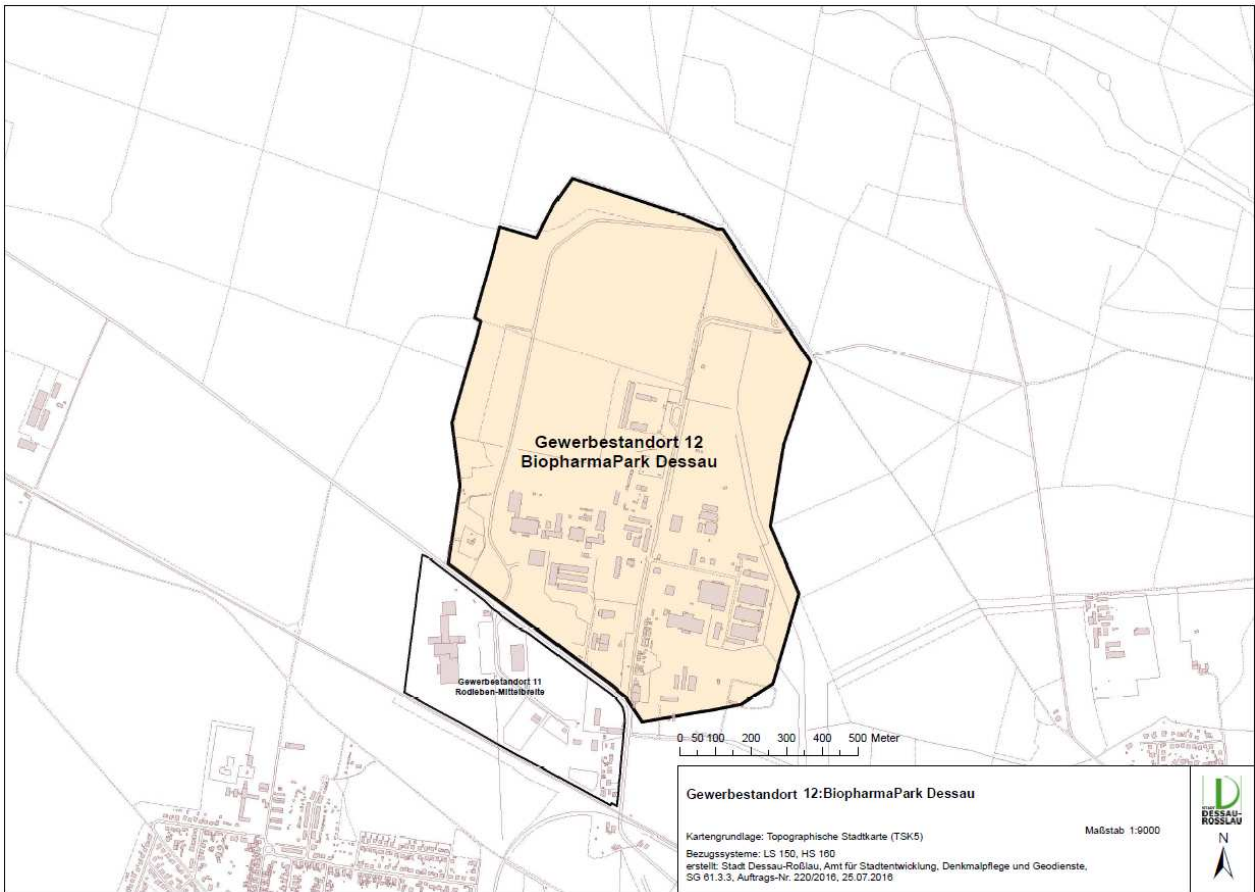 Gewerbestandort 12
BiopharmaPark Dessau
Gewerbestandort 11
Rodleben-Mittelbreite
0 50 100 200 300 400 500 Meter
Gewerbestandort 12:BiopharmaPark Dessau
Kartengrundlage: Topographische Stadtkarte (TSK5)
Maßstab 1:9000
Bezugssysteme: LS 150, HS 160
erstellt: Stadt Dessau-Roßlau, Amt für Stadtentwicklung, Denkmalpflege und Geodienste,
SG 61.3.3, Auftrags-Nr. 220/2016, 25.07.2016
STADT
DESSAU-
ROSSLAU
N